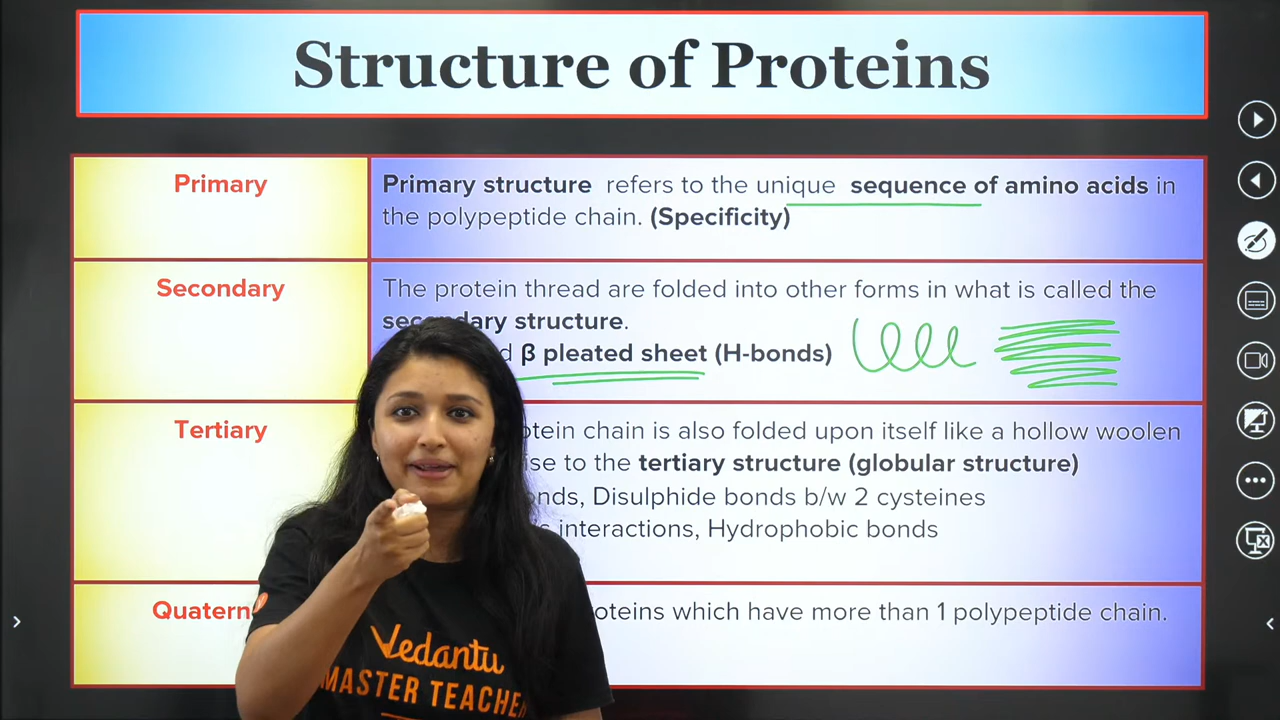 Structure of Proteins
Primary
Primary structure refers to the unique sequence of amino acids in
the polypeptide chain. (Specificity)
Secondary
The protein thread are folded into other forms in what is called the
secondary structure.
β pleated sheet (H-bonds)
Tertiary
chain is also folded upon itself like a hollow woolen
to the tertiary structure (globular structure)
Disulphide bonds b/w 2 cysteines
interactions, Hydrophobic bonds
which have more than 1 polypeptide chain.
Vedantu
MASTER TEACHER